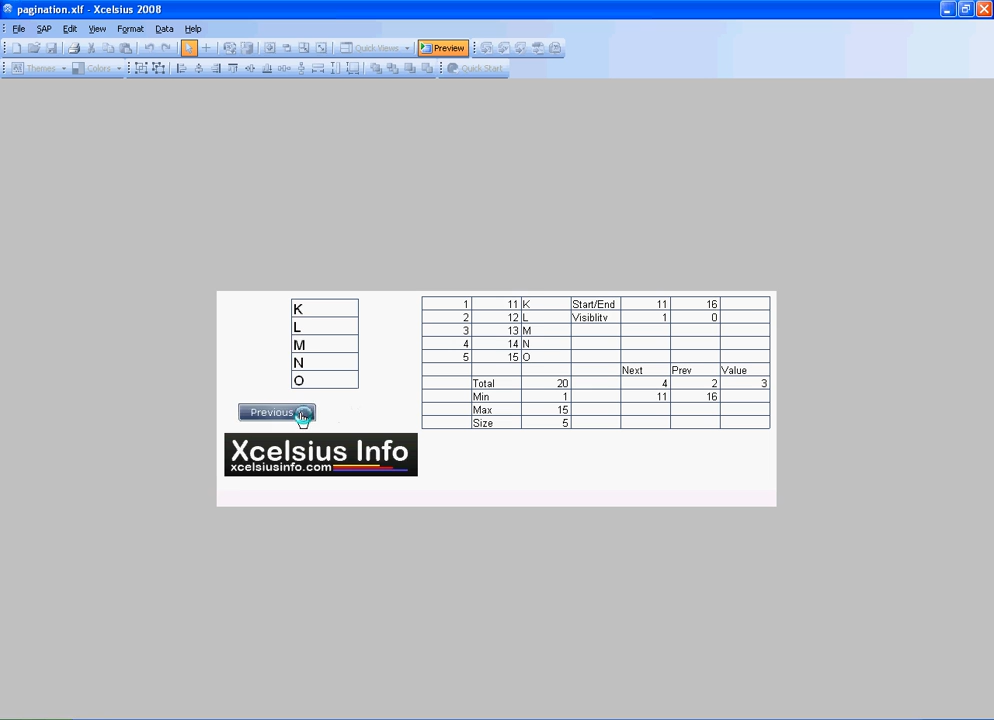 pagination.xlf - Xcelsius 2008
File SAP Edit View Format Data Help
Quick Views Preview
Themes Colors Quick Start
K
L
M
N
O
Previous
Xcelsius Info
xcelsiusinfo.com
1 11 K Start/End 11 16
2 12 L Visiblity 1 0
3 13 M
4 14 N
5 15 O
Next Prev Value
Total 20 4 2 3
Min 1 11 16
Max 15
Size 5